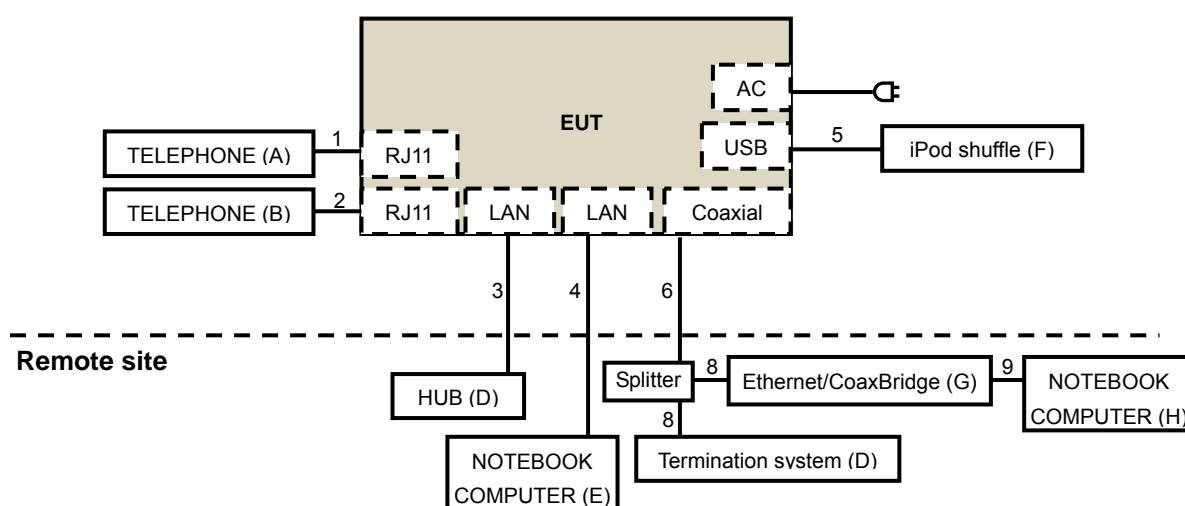 AC
EUT
1
5
TELEPHONE (A)
RJ11
USB
iPod shuffle (F)
2
TELEPHONE (B)
RJ11
LAN
LAN
Coaxial
3
4
6
Remote site
Splitter
8
Ethernet/CoaxBridge (G)
9
NOTEBOOK
COMPUTER (H)
HUB (D)
8
NOTEBOOK
COMPUTER (E)
Termination system (D)